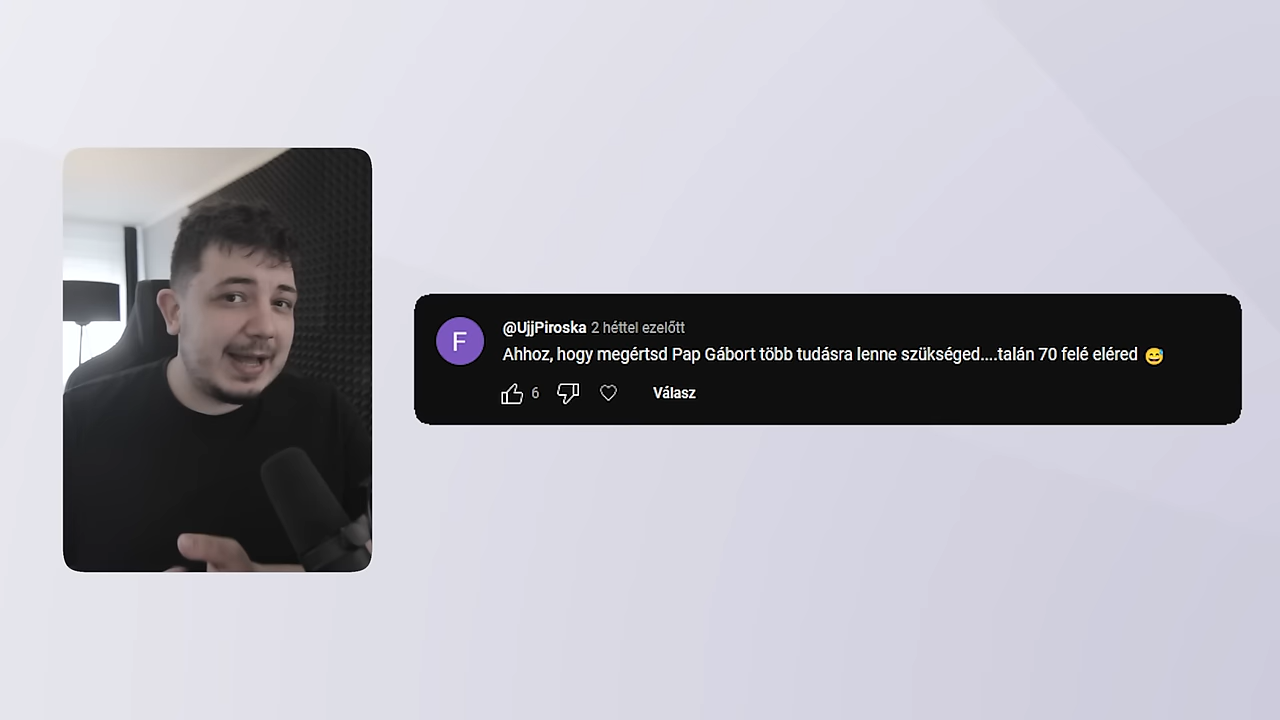 F
@UjjPiroska 2 héttel ezelőtt
Ahhoz, hogy megértsd Pap Gábort több tudásra lenne szükséged....talán 70 felé eléred 😅
6 Válasz